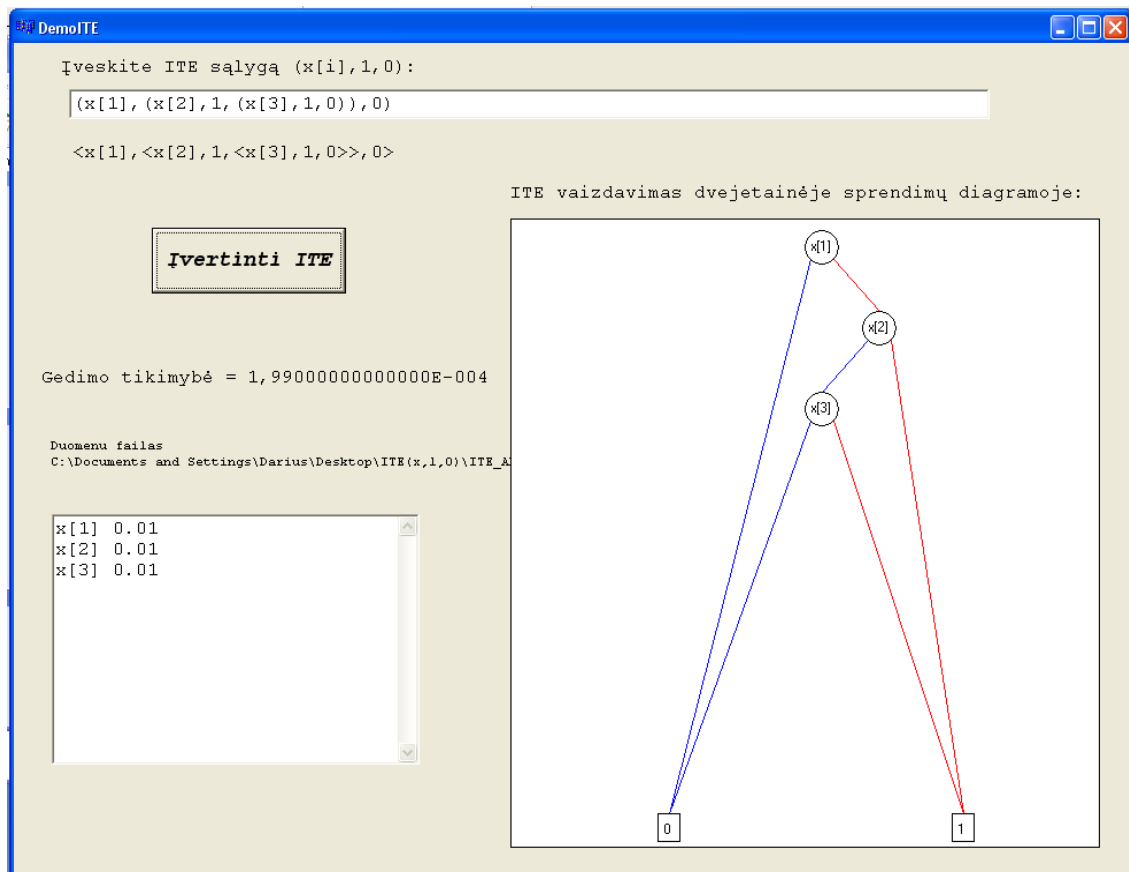 DemoITE
Įveskite ITE sąlygą (x[i],1,0):
(x[1],(x[2],1,(x[3],1,0)),0)
<x[1],<x[2],1,<x[3],1,0>>,0>
ITE vaizdavimas dvejetainėje sprendimų diagramoje:
Įvertinti ITE
Gedimo tikimybė = 1,99000000000000E-004
Duomenu failas
C:\Documents and Settings\Darius\Desktop\ITE(x,1,0)\ITE_A
x[1] 0.01
x[2] 0.01
x[3] 0.01
x[1]
x[2]
x[3]
0
1